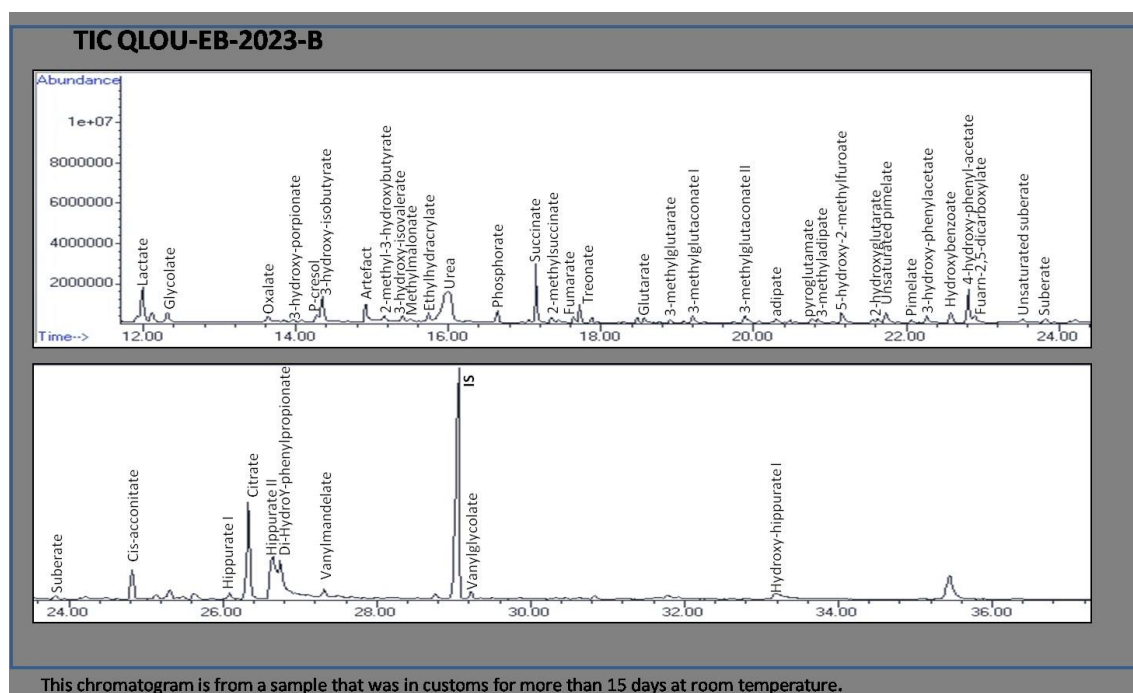 TIC QLOU-EB-2023-B
Abundance
1e+07
8000000
6000000
4000000
2000000
Time-->
Lactate
Glycolate
Oxalate
3-hydroxy-porpionate
P-cresol
3-hydroxy-isobutyrate
Artefact
2-methyl-3-hydroxybutyrate
3-hydroxy-isovalerate
Methylmalonate
Ethylhydracrylate
Urea
Phosphorate
Succinate
2-methylsuccinate
Fumarate
Treonate
Glutarate
3-methylglutarate
3-methylglutaconate I
3-methylglutaconate II
adipate
pyroglutamate
3-methyladipate
5-hydroxy-2-methylfuroate
2-hydroxyglutarate
Unsaturated pimelate
Pimelate
3-hydroxy-phenylacetate
Hydroxybenzoate
4-hydroxy-phenyl-acetate
Fuarn-2,5-dicarboxylate
Unsaturated suberate
Suberate
12.00 14.00 16.00 18.00 20.00 22.00 24.00
Suberate
Cis-acconitate
Hippurate I
Citrate
Hippurate II
Di-HydroY-phenylpropionate
Vanylmandelate
IS
Vanylglycolate
Hydroxy-hippurate I
24.00 26.00 28.00 30.00 32.00 34.00 36.00
This chromatogram is from a sample that was in customs for more than 15 days at room temperature.